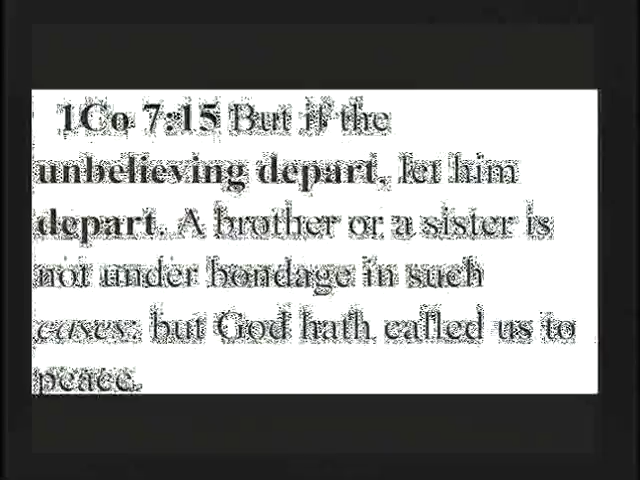 1Co 7:15 But if the
unbelieving depart, let him
depart. A brother or a sister is
not under bondage in such
cases: but God hath called us to
peace.